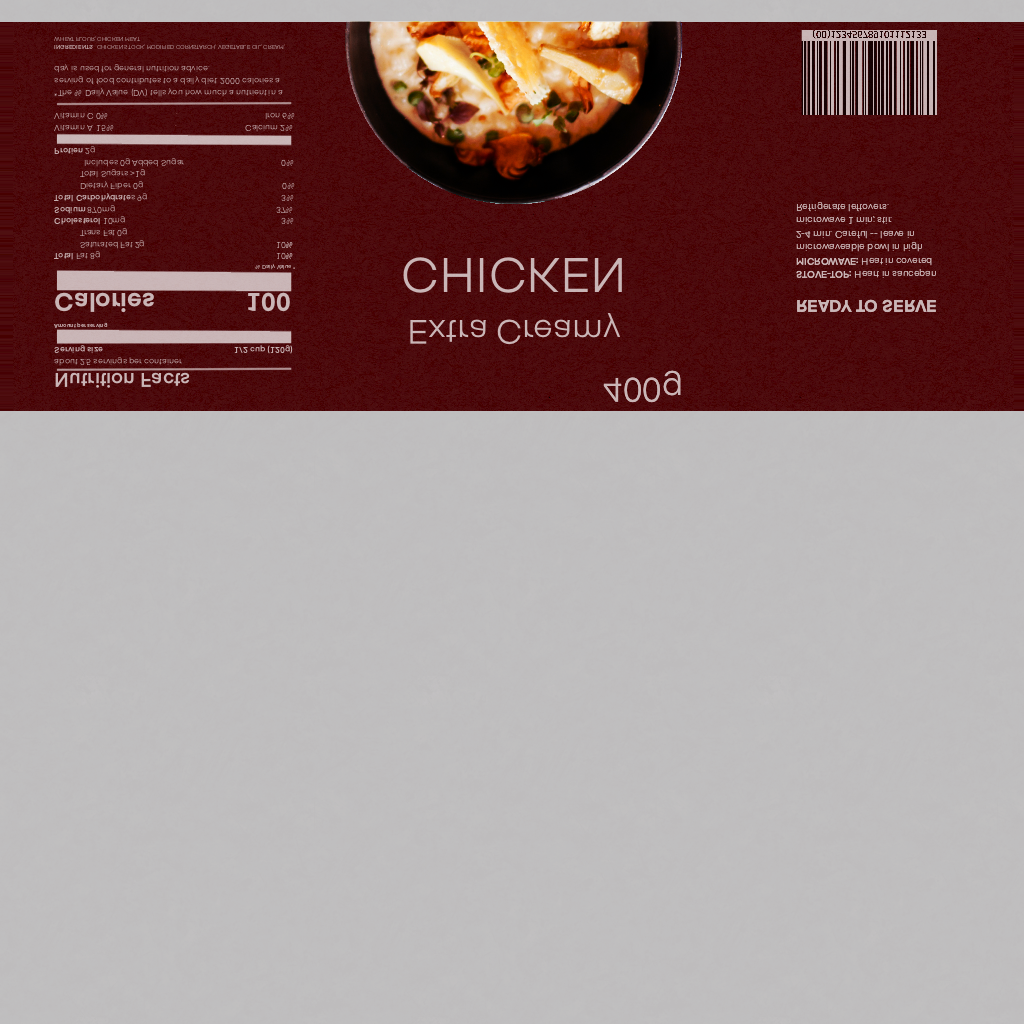 Nutrition Facts
about 25 servings per container
Serving size 1/2 cup (120g)
Amount per serving
Calories 100
% Daily Value *
Total Fat 8g 10%
Saturated Fat 2g 10%
Trans Fat 0g
Cholesterol 10mg 3%
Sodium 870mg 37%
Total Carbohydrates 9g 3%
Dietary Fiber 0g 0%
Total Sugars >1g
Includes 0g Added Sugar 0%
Protien 2g
Vitamin A 15% Calcium 2%
Vitamin C 0% Iron 6%
*The % Daily Value (DV) tells you how much a nutrient in a
serving of food contributes to a daily diet 2000 calories a
day is used for general nutrition advice.
INGREDIENTS: CHICKEN STOCK, MODIFIED CORNSTARCH, VEGETABLE OIL, CREAM,
WHEAT FLOUR, CHICKEN MEAT
400g
Extra Creamy
CHICKEN
READY TO SERVE
STOVE-TOP: Heart in saucepan
MICROWAVE: Heat in covered
microwaveable bowl in high
2-4 min. Careful -- leave in
microwave 1 min; stir.
Refrigerate leftovers.
(00)123456789101112133